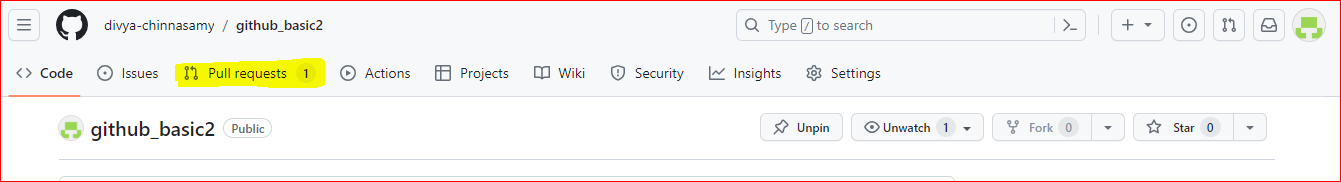 divya-chinnasamy / github_basic2 Type / to search
Code Issues Pull requests 1 Actions Projects Wiki Security Insights Settings
github_basic2 Public Unpin Unwatch 1 Fork 0 Star 0